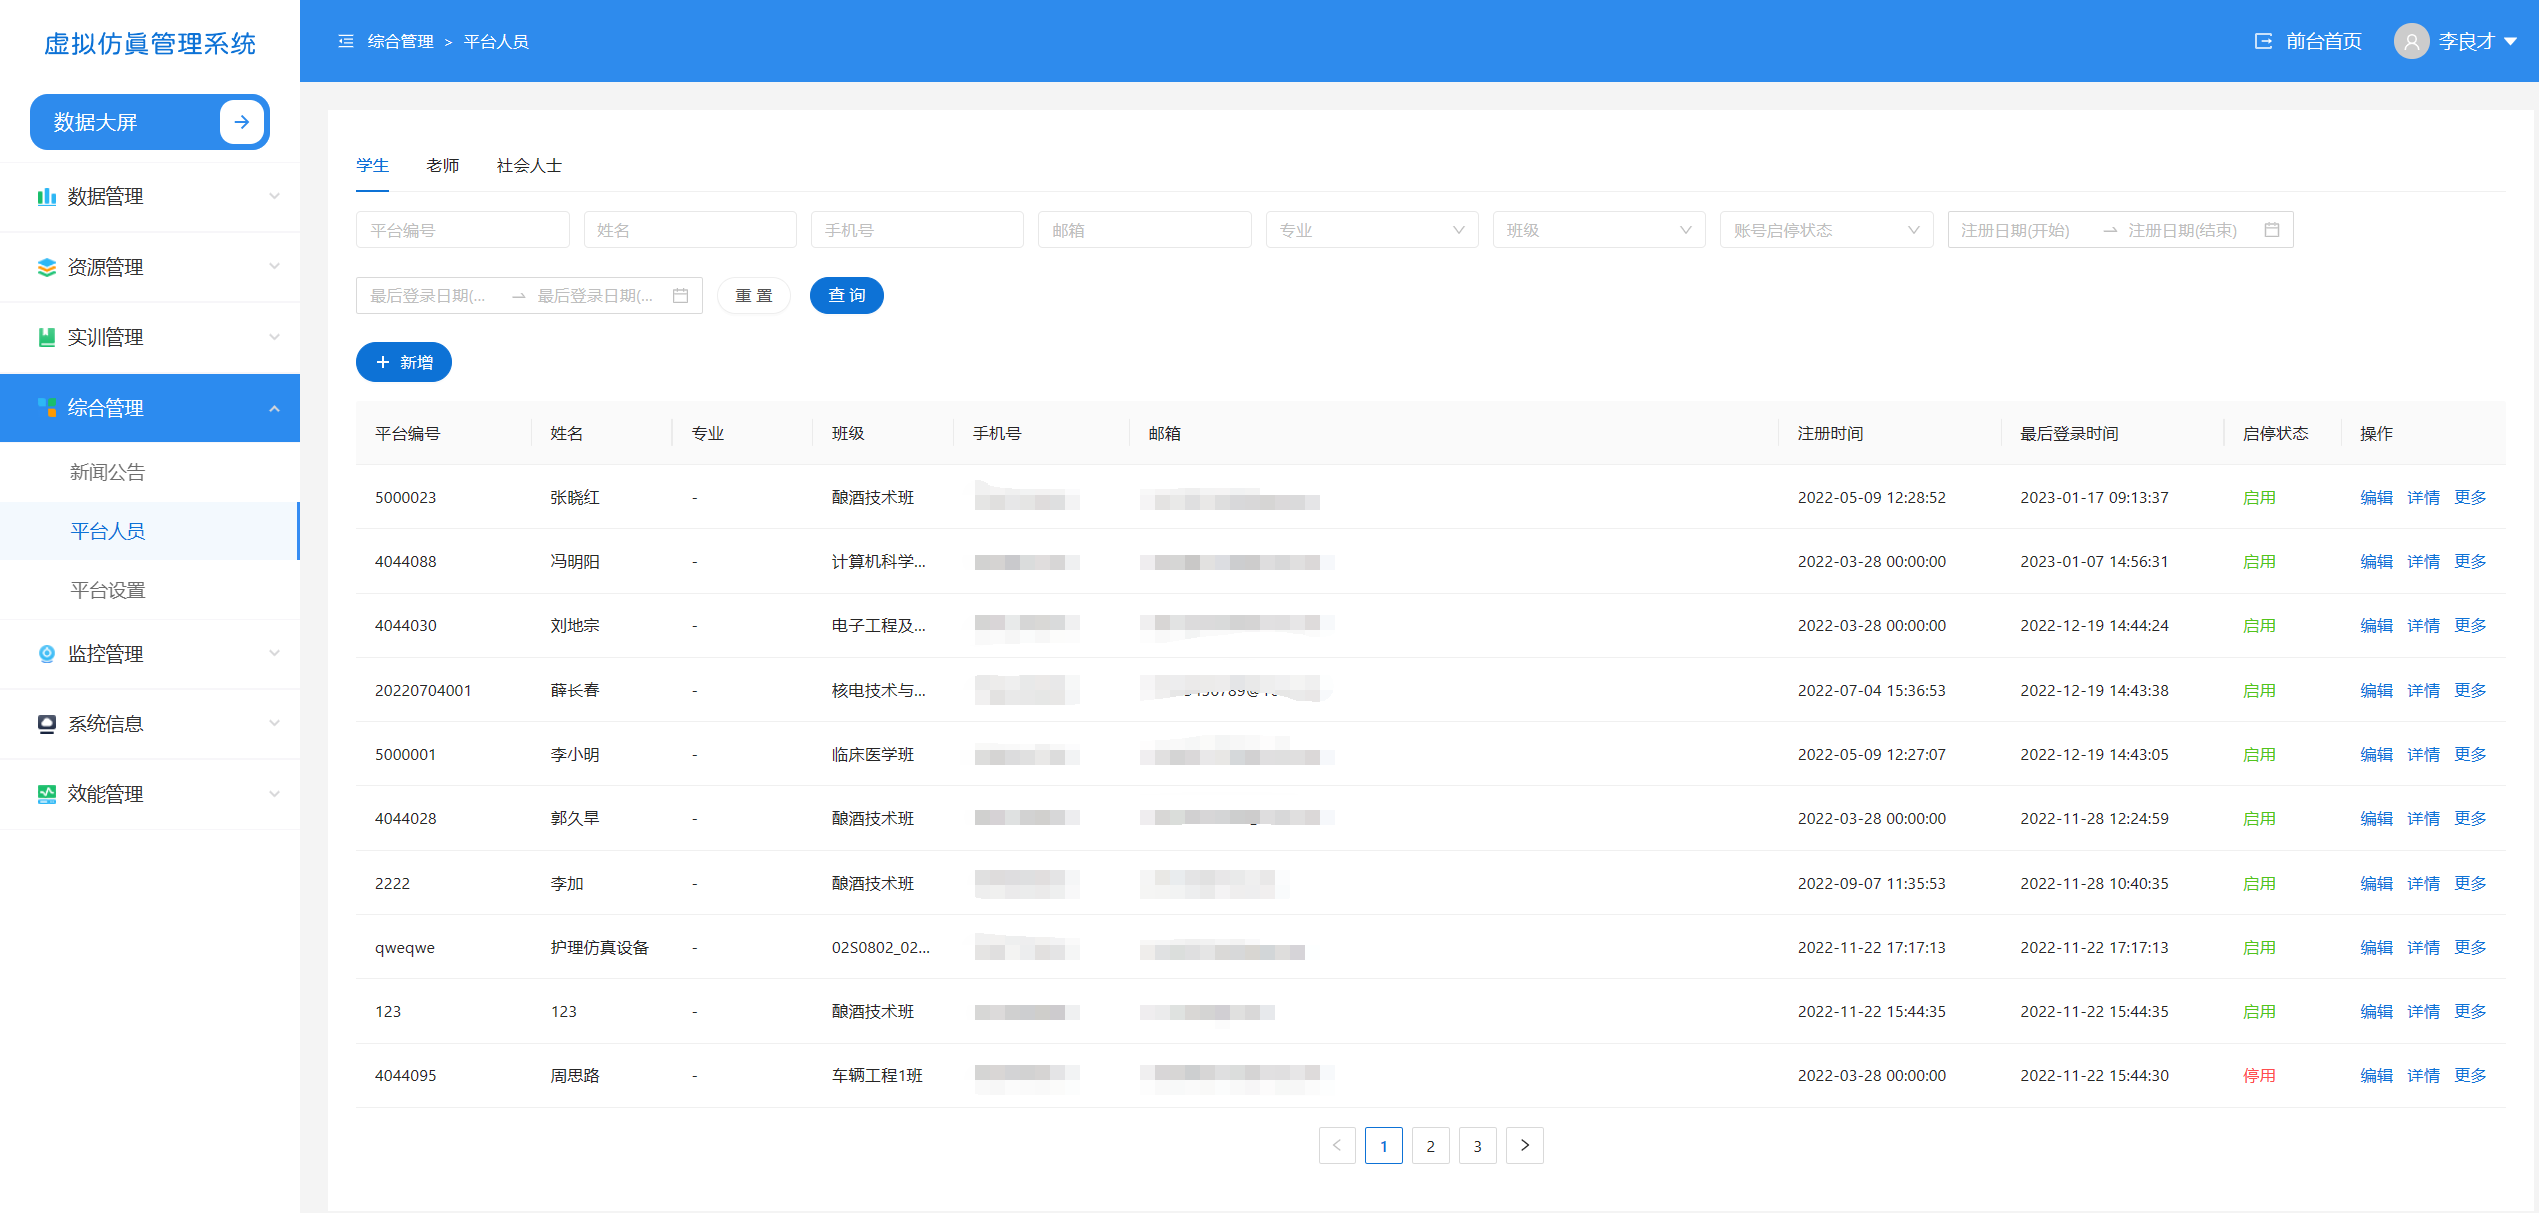 虚拟仿真管理系统
数据大屏
数据管理
资源管理
实训管理
综合管理
新闻公告
平台人员
平台设置
监控管理
系统信息
效能管理
综合管理 > 平台人员
前台首页 李良才
学生 老师 社会人士
平台编号 姓名 手机号 邮箱 专业 班级 账号启停状态 注册日期(开始) 注册日期(结束)
最后登录日期(... 最后登录日期(... 重置 查询
新增
平台编号 姓名 专业 班级 手机号 邮箱 注册时间 最后登录时间 启停状态 操作
5000023 张晓红 - 酿酒技术班 2022-05-09 12:28:52 2023-01-17 09:13:37 启用 编辑 详情 更多
4044088 冯明阳 - 计算机科学... 2022-03-28 00:00:00 2023-01-07 14:56:31 启用 编辑 详情 更多
4044030 刘地宗 - 电子工程及... 2022-03-28 00:00:00 2022-12-19 14:44:24 启用 编辑 详情 更多
20220704001 薛长春 - 核电技术与... 2022-07-04 15:36:53 2022-12-19 14:43:38 启用 编辑 详情 更多
5000001 李小明 - 临床医学班 2022-05-09 12:27:07 2022-12-19 14:43:05 启用 编辑 详情 更多
4044028 郭久旱 - 酿酒技术班 2022-03-28 00:00:00 2022-11-28 12:24:59 启用 编辑 详情 更多
2222 李加 - 酿酒技术班 2022-09-07 11:35:53 2022-11-28 10:40:35 启用 编辑 详情 更多
qweqwe 护理仿真设备 - 02S0802_02... 2022-11-22 17:17:13 2022-11-22 17:17:13 启用 编辑 详情 更多
123 123 - 酿酒技术班 2022-11-22 15:44:35 2022-11-22 15:44:35 启用 编辑 详情 更多
4044095 周思路 - 车辆工程1班 2022-03-28 00:00:00 2022-11-22 15:44:30 停用 编辑 详情 更多
< 1 2 3 >